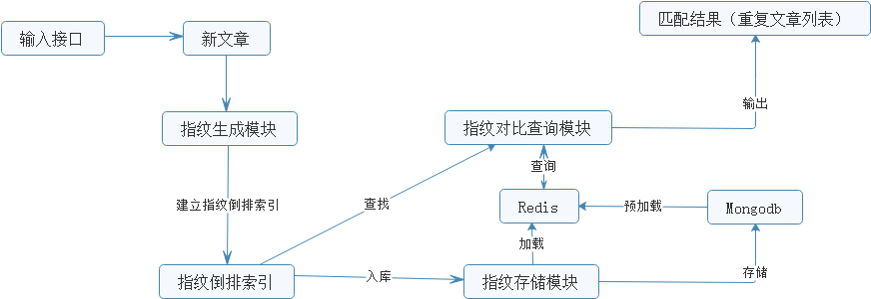 匹配结果（重复文章列表）
输入接口
新文章
输出
指纹生成模块
指纹对比查询模块
查询
建立指纹倒排索引
查找
Redis
预加载
Mongodb
加载
指纹倒排索引
入库
指纹存储模块
存储